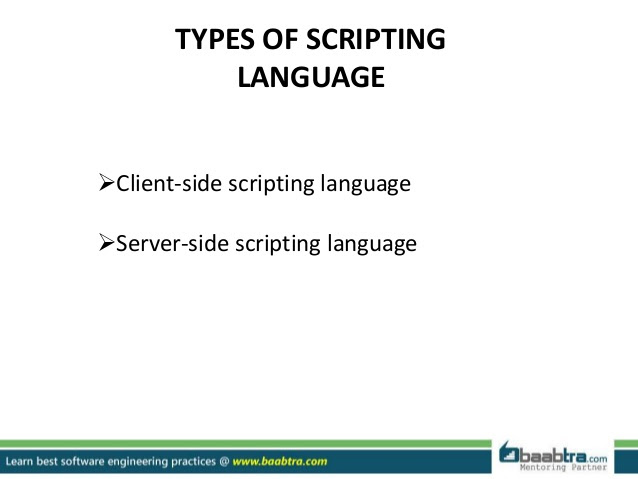 TYPES OF SCRIPTING
LANGUAGE
➢Client-side scripting language
➢Server-side scripting language
Learn best software engineering practices @ www.baabtra.com
baabtra.com
Mentoring Partner